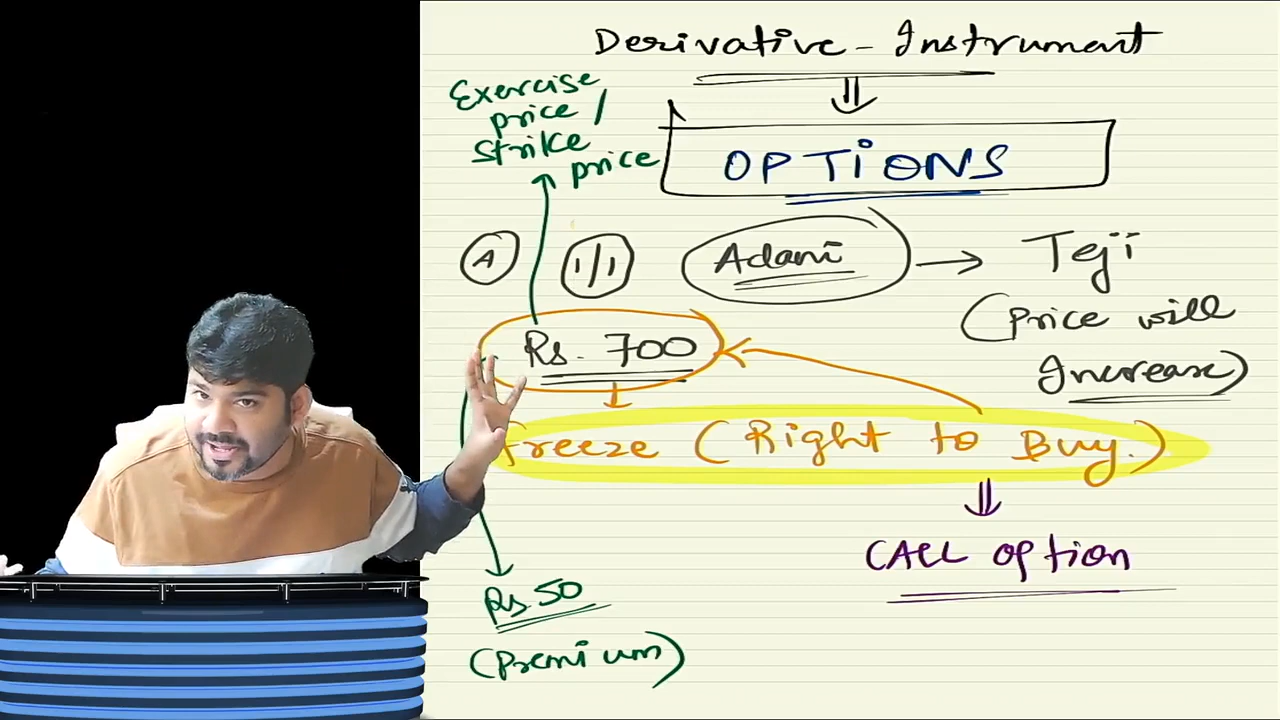 Derivative - Instrument
Exercise
price /
Strike
price
OPTIONS
A
1/1
Adani
Teji
(Price will
Increase)
Rs. 700
freeze (Right to Buy.)
CALL option
Rs. 50
(Premium)